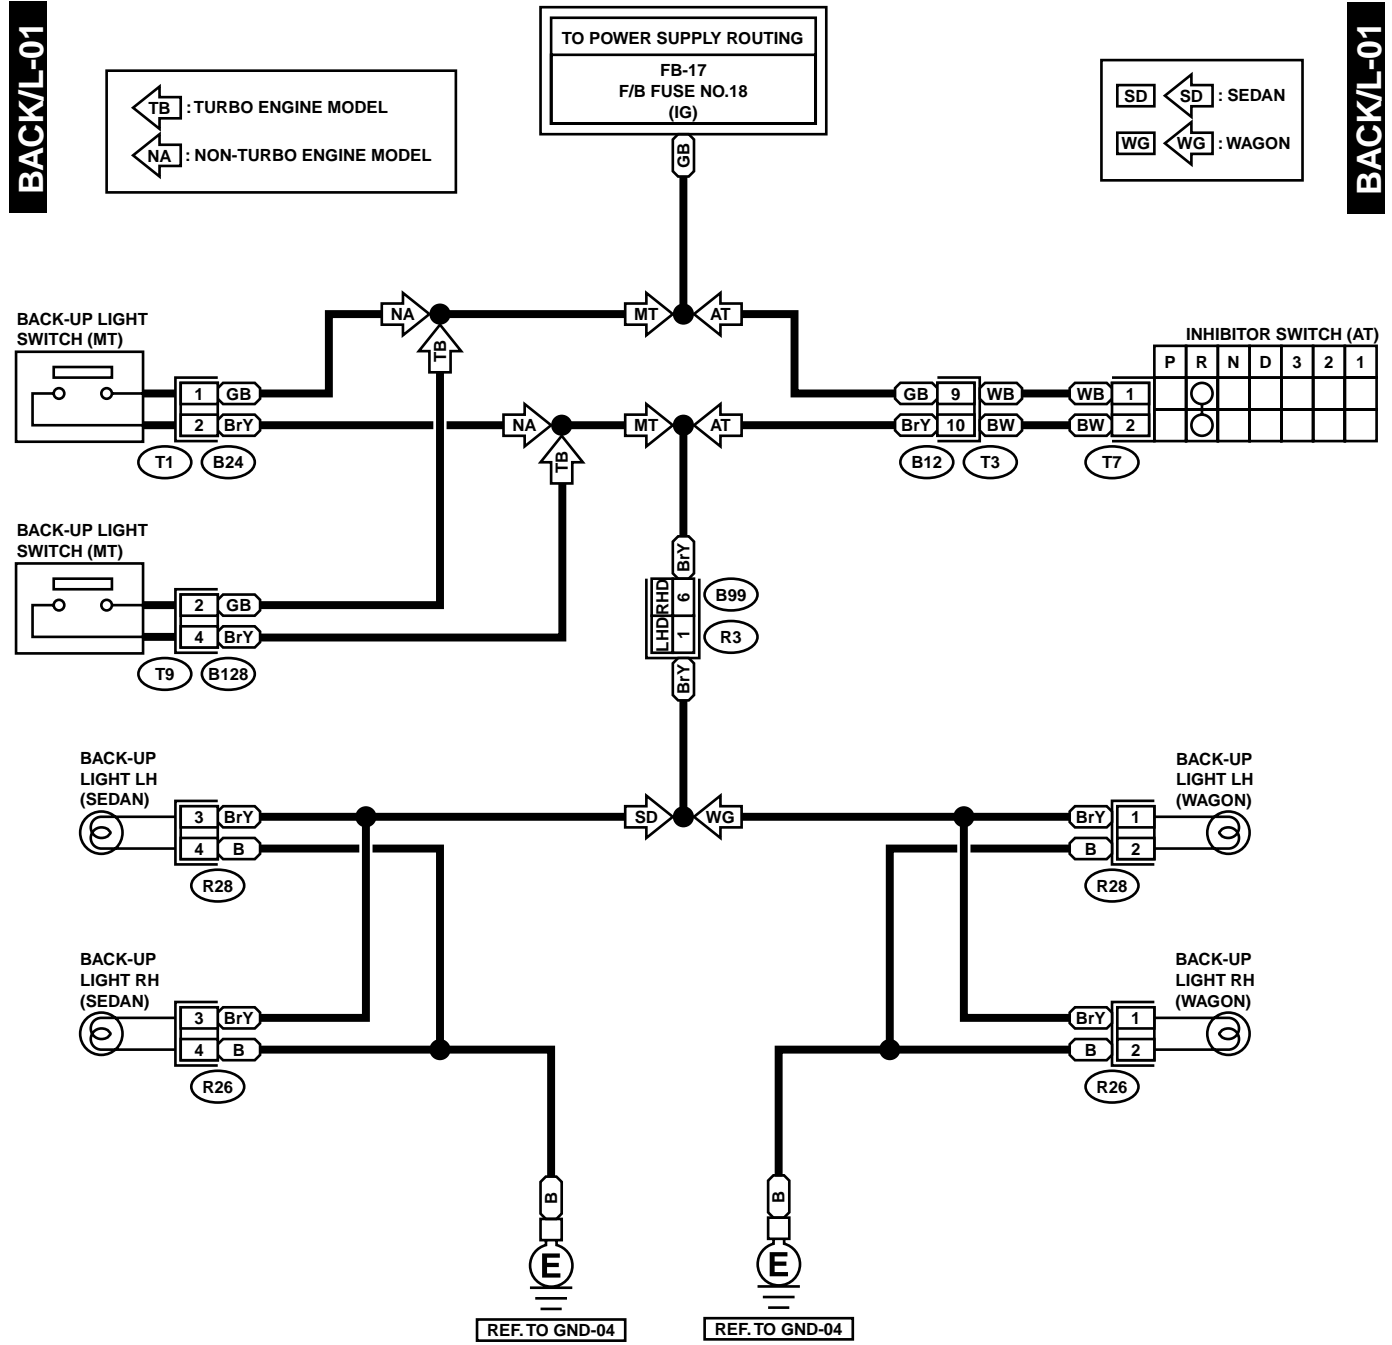 BACK/L-01
BACK/L-01
TO POWER SUPPLY ROUTING
FB-17
F/B FUSE NO.18
(IG)
TB : TURBO ENGINE MODEL
NA : NON-TURBO ENGINE MODEL
SD SD : SEDAN
WG WG : WAGON
GB
NA MT AT
TB
BACK-UP LIGHT
SWITCH (MT)
1 GB
2 BrY
T1 B24
NA MT AT
TB
INHIBITOR SWITCH (AT)
P R N D 3 2 1
GB 9 WB WB 1
BrY 10 BW BW 2
B12 T3 T7
BACK-UP LIGHT
SWITCH (MT)
2 GB
4 BrY
T9 B128
BrY
RHD 6 B99
LHD 1 R3
BrY
SD WG
BACK-UP
LIGHT LH
(SEDAN)
3 BrY
4 B
R28
BACK-UP
LIGHT LH
(WAGON)
BrY 1
B 2
R28
BACK-UP
LIGHT RH
(SEDAN)
3 BrY
4 B
R26
BACK-UP
LIGHT RH
(WAGON)
BrY 1
B 2
R26
B
E
REF. TO GND-04
B
E
REF. TO GND-04